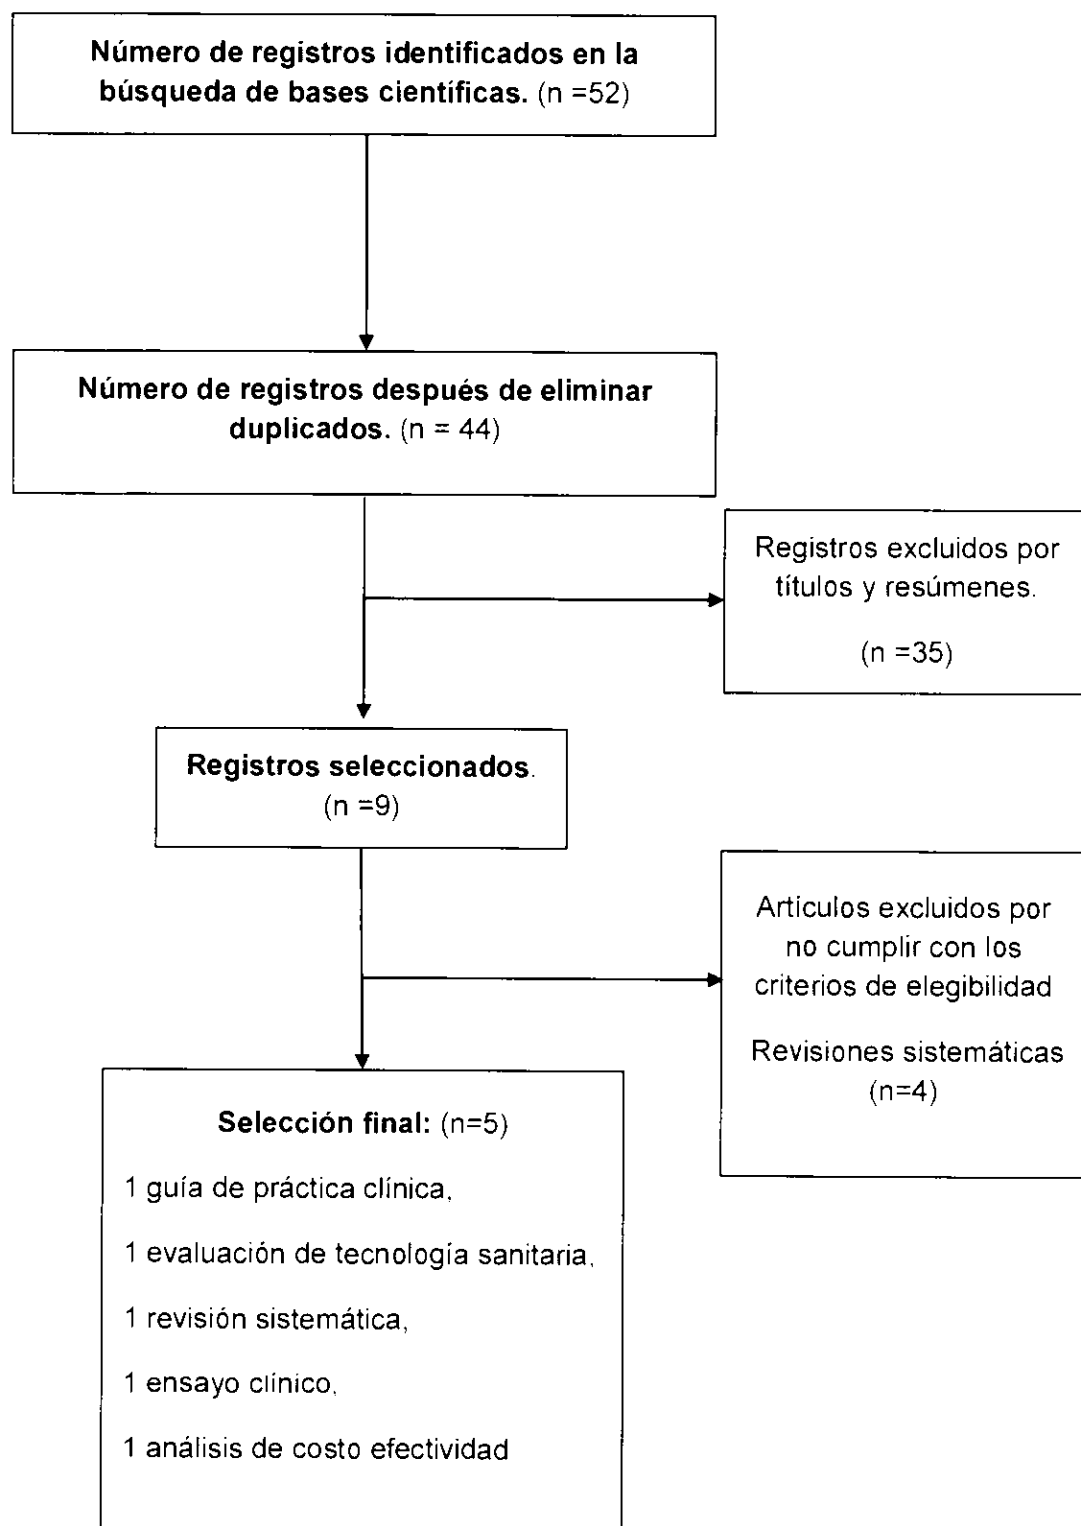 Número de registros identificados en la
búsqueda de bases científicas. (n =52)
Número de registros después de eliminar
duplicados. (n = 44)
Registros excluidos por
títulos y resúmenes.
(n =35)
Registros seleccionados.
(n =9)
Artículos excluidos por
no cumplir con los
criterios de elegibilidad
Revisiones sistemáticas
(n=4)
Selección final: (n=5)
1 guía de práctica clínica,
1 evaluación de tecnología sanitaria,
1 revisión sistemática,
1 ensayo clínico,
1 análisis de costo efectividad